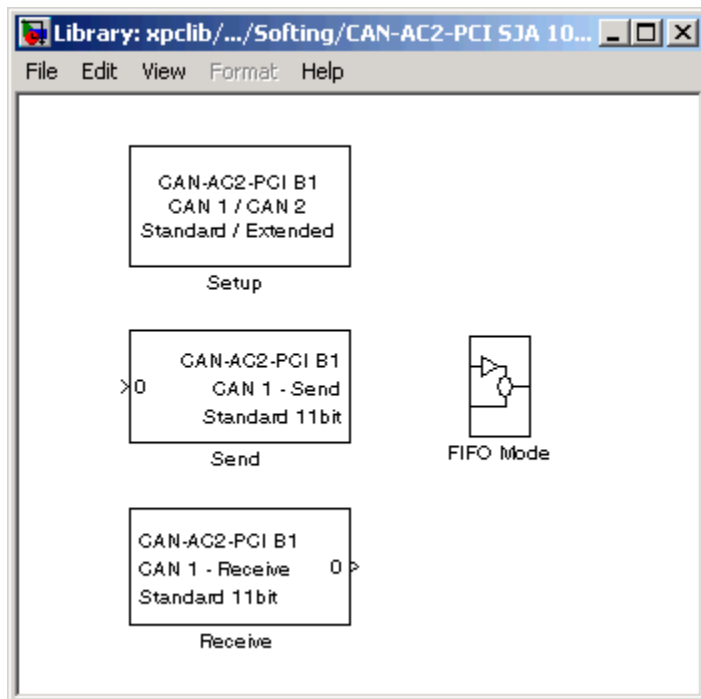 Library: xpclib/.../Softing/CAN-AC2-PCI SJA 10...
File Edit View Format Help
CAN-AC2-PCI B1
CAN 1 / CAN 2
Standard / Extended
Setup
0
CAN-AC2-PCI B1
CAN 1 - Send
Standard 11bit
Send
FIFO Mode
CAN-AC2-PCI B1
CAN 1 - Receive 0
Standard 11bit
Receive